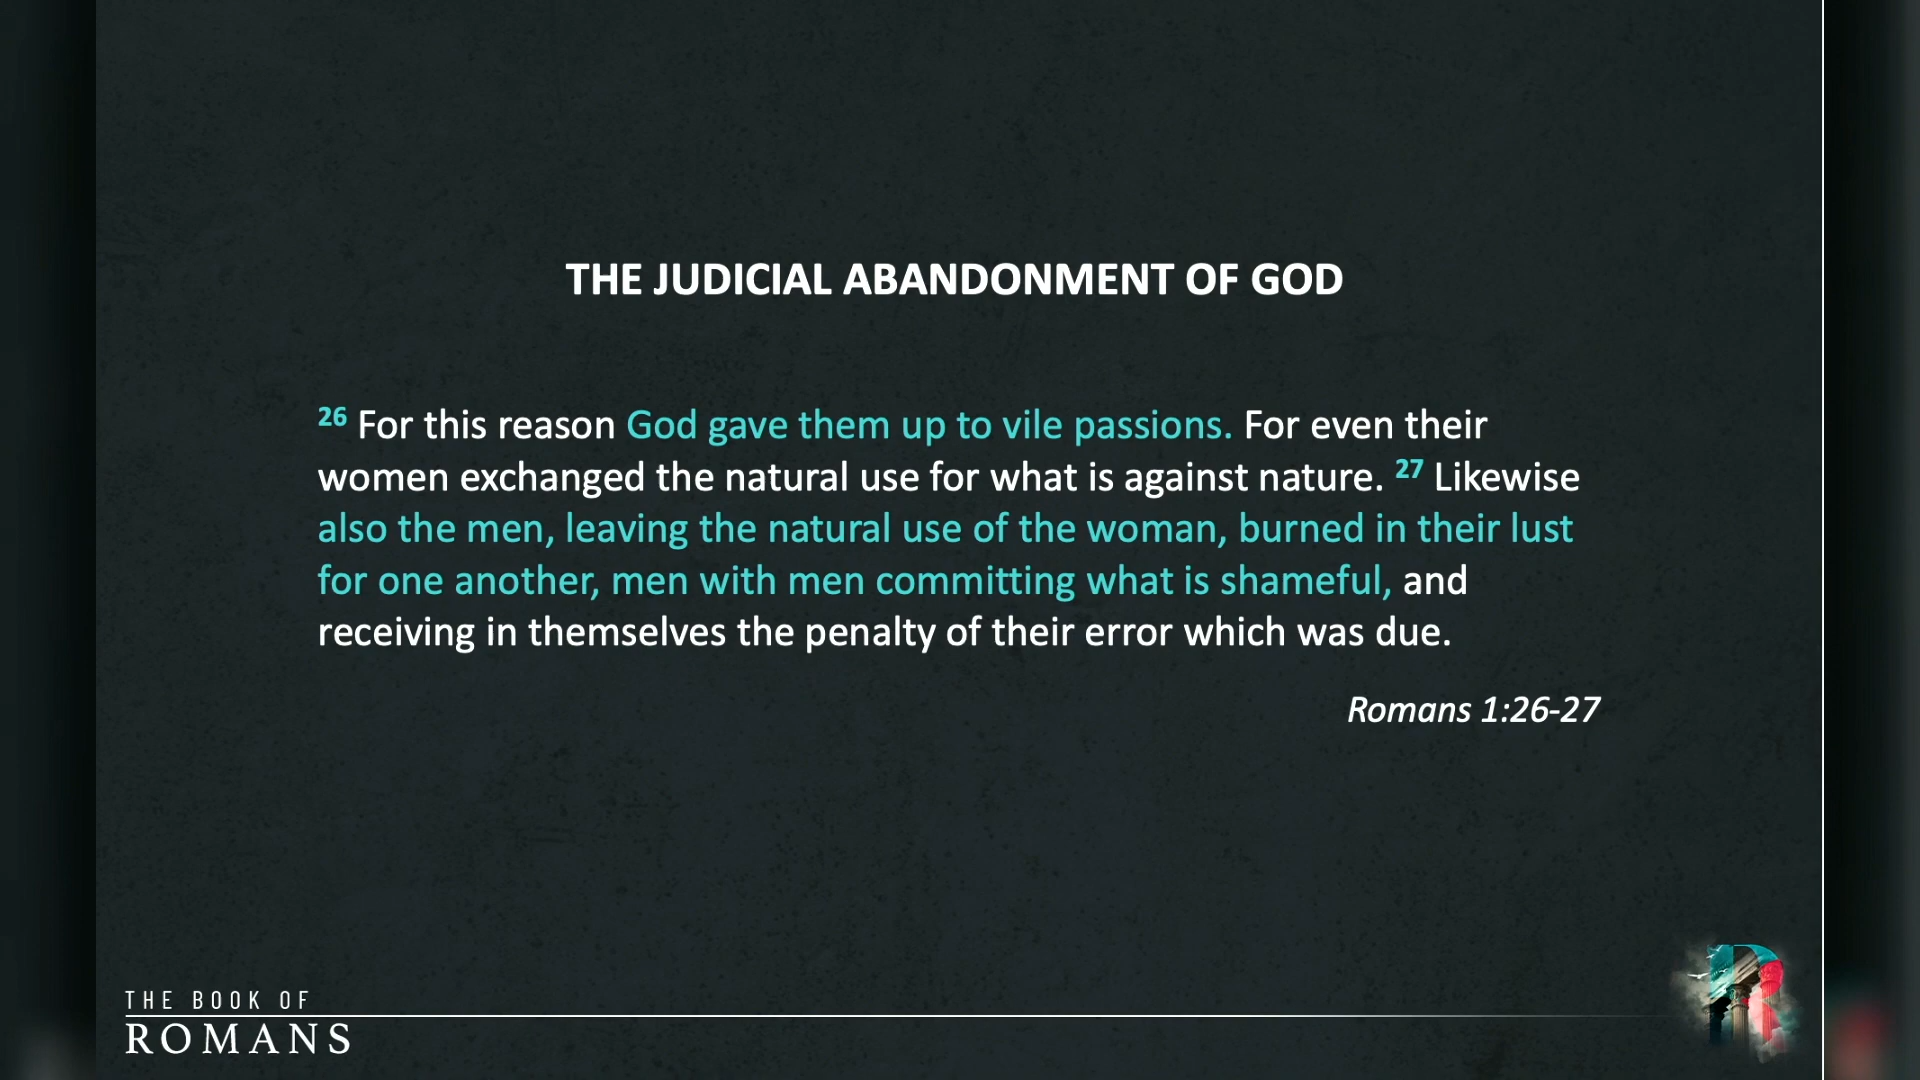 THE JUDICIAL ABANDONMENT OF GOD
26 For this reason God gave them up to vile passions. For even their
women exchanged the natural use for what is against nature. 27 Likewise
also the men, leaving the natural use of the woman, burned in their lust
for one another, men with men committing what is shameful, and
receiving in themselves the penalty of their error which was due.
Romans 1:26-27
THE BOOK OF
ROMANS
R